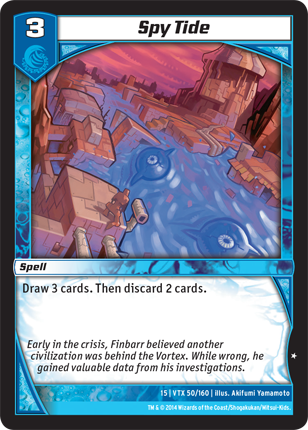 3
Spy Tide
Spell
Draw 3 cards. Then discard 2 cards.
Early in the crisis, Finbarr believed another
civilization was behind the Vortex. While wrong, he
gained valuable data from his investigations.
15 | VTX 50/160 | illus. Akifumi Yamamoto
TM & © 2014 Wizards of the Coast/Shogakukan/Mitsui-Kids.